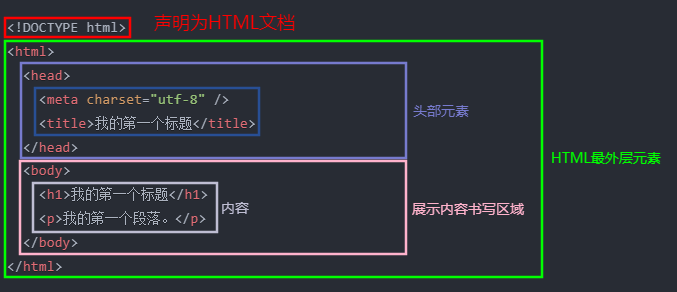 <!DOCTYPE html> 声明为HTML文档
<html>
<head>
<meta charset="utf-8" />
<title>我的第一个标题</title>
头部元素
</head>
HTML最外层元素
<body>
<h1>我的第一个标题</h1>
内容
展示内容书写区域
<p>我的第一个段落。</p>
</body>
</html>